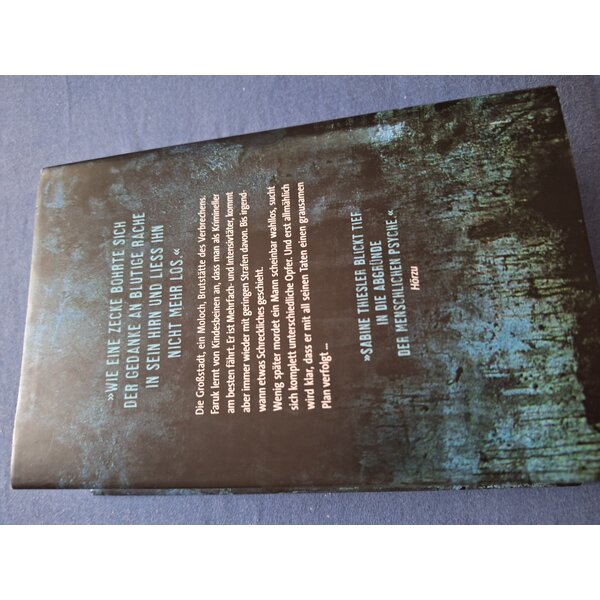 »WIE EINE ZECKE BOHRTE SICH
DER GEDANKE AN BLUTIGE RACHE
IN SEIN HIRN UND LIESS IHN
NICHT MEHR LOS.«
Die Großstadt, ein Moloch, Brutstätte des Verbrechens.
Faruk lernt von Kindesbeinen an, dass man als Krimineller
am besten fährt. Er ist Mehrfach- und Intensivtäter, kommt
aber immer wieder mit geringen Strafen davon. Bis irgend-
wann etwas Schreckliches geschieht.
Wenig später mordet ein Mann scheinbar wahllos, sucht
sich komplett unterschiedliche Opfer. Und erst allmählich
wird klar, dass er mit all seinen Taten einen grausamen
Plan verfolgt ...
»SABINE THIESLER BLICKT TIEF
IN DIE ABGRÜNDE
DER MENSCHLICHEN PSYCHE.«
Hörzu